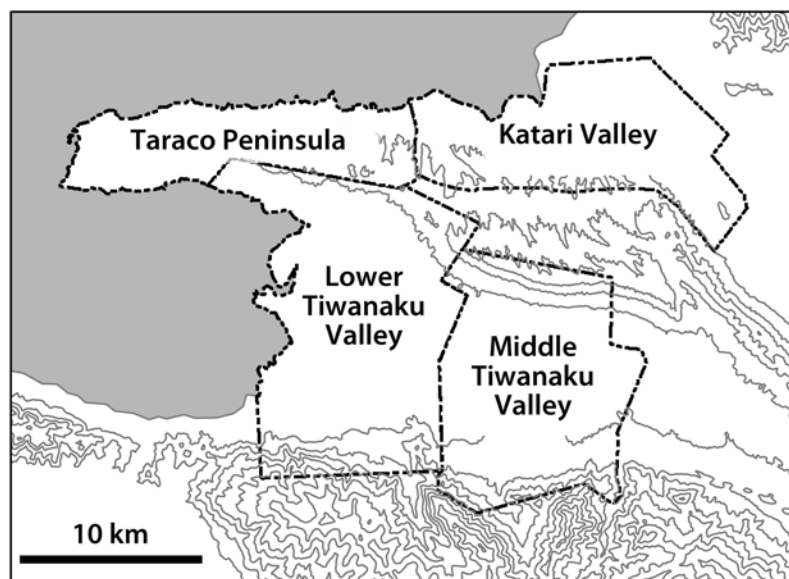 Taraco Peninsula
Katari Valley
Lower
Tiwanaku
Valley
Middle
Tiwanaku
Valley
10 km